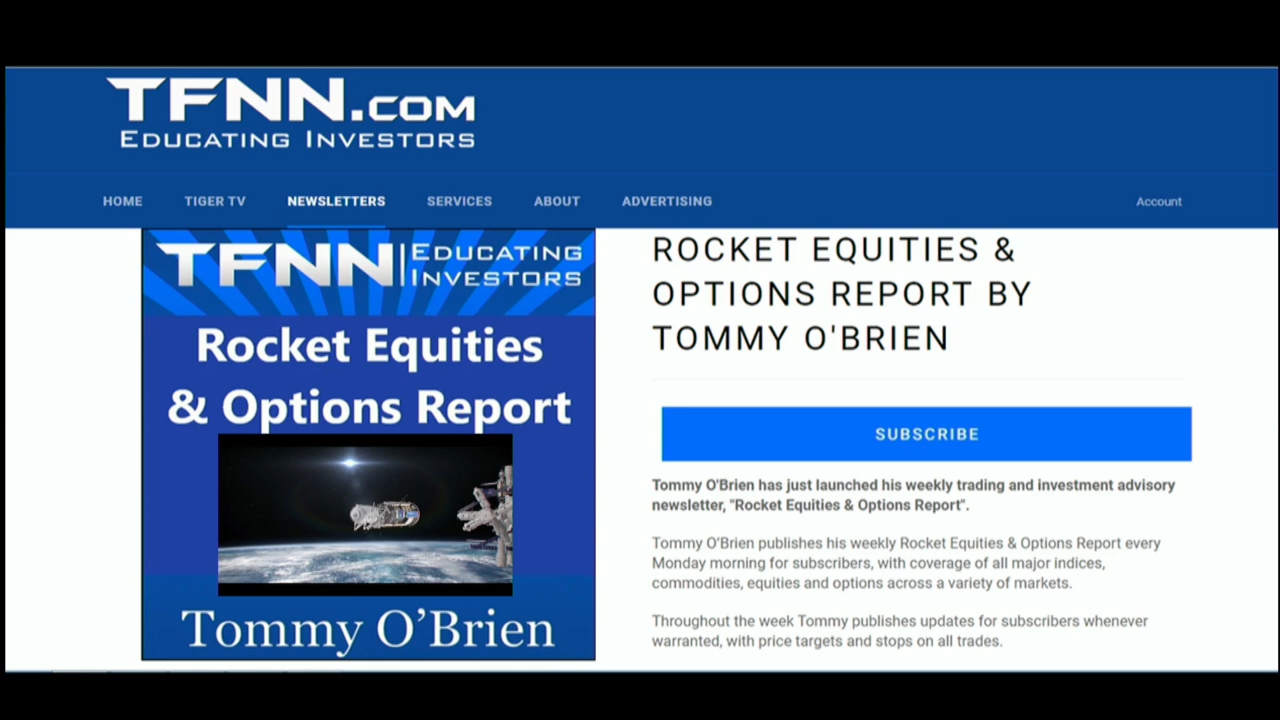 TFNN.COM
EDUCATING INVESTORS
HOME TIGER TV NEWSLETTERS SERVICES ABOUT ADVERTISING Account
TFNN | EDUCATING INVESTORS
Rocket Equities
& Options Report
Tommy O’Brien
ROCKET EQUITIES &
OPTIONS REPORT BY
TOMMY O'BRIEN
SUBSCRIBE
Tommy O'Brien has just launched his weekly trading and investment advisory
newsletter, "Rocket Equities & Options Report".
Tommy O'Brien publishes his weekly Rocket Equities & Options Report every
Monday morning for subscribers, with coverage of all major indices,
commodities, equities and options across a variety of markets.
Throughout the week Tommy publishes updates for subscribers whenever
warranted, with price targets and stops on all trades.